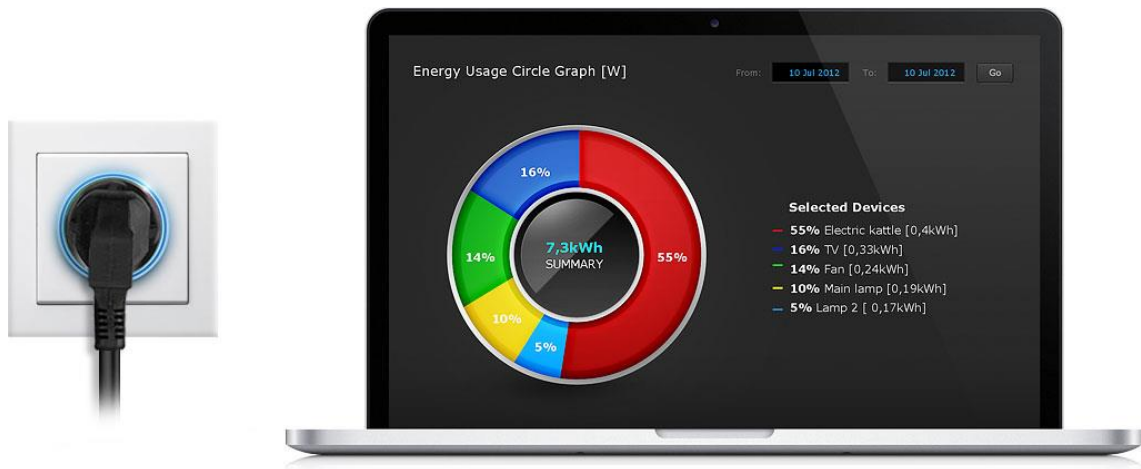 Energy Usage Circle Graph [W]
From: 10 Jul 2012 To: 10 Jul 2012 Go
16%
14%
55%
10%
5%
7,3kWh
SUMMARY
Selected Devices
55% Electric kattle [0,4kWh]
16% TV [0,33kWh]
14% Fan [0,24kWh]
10% Main lamp [0,19kWh]
5% Lamp 2 [ 0,17kWh]